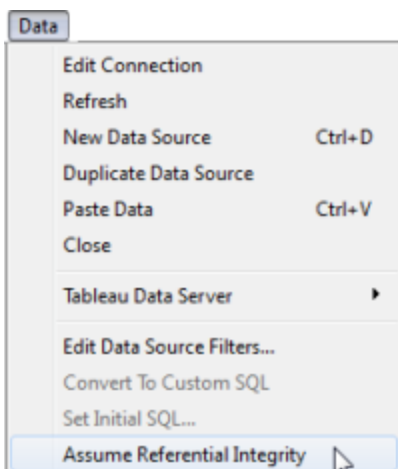 Data
Edit Connection
Refresh
New Data Source Ctrl+D
Duplicate Data Source
Paste Data Ctrl+V
Close
Tableau Data Server
Edit Data Source Filters...
Convert To Custom SQL
Set Initial SQL...
Assume Referential Integrity